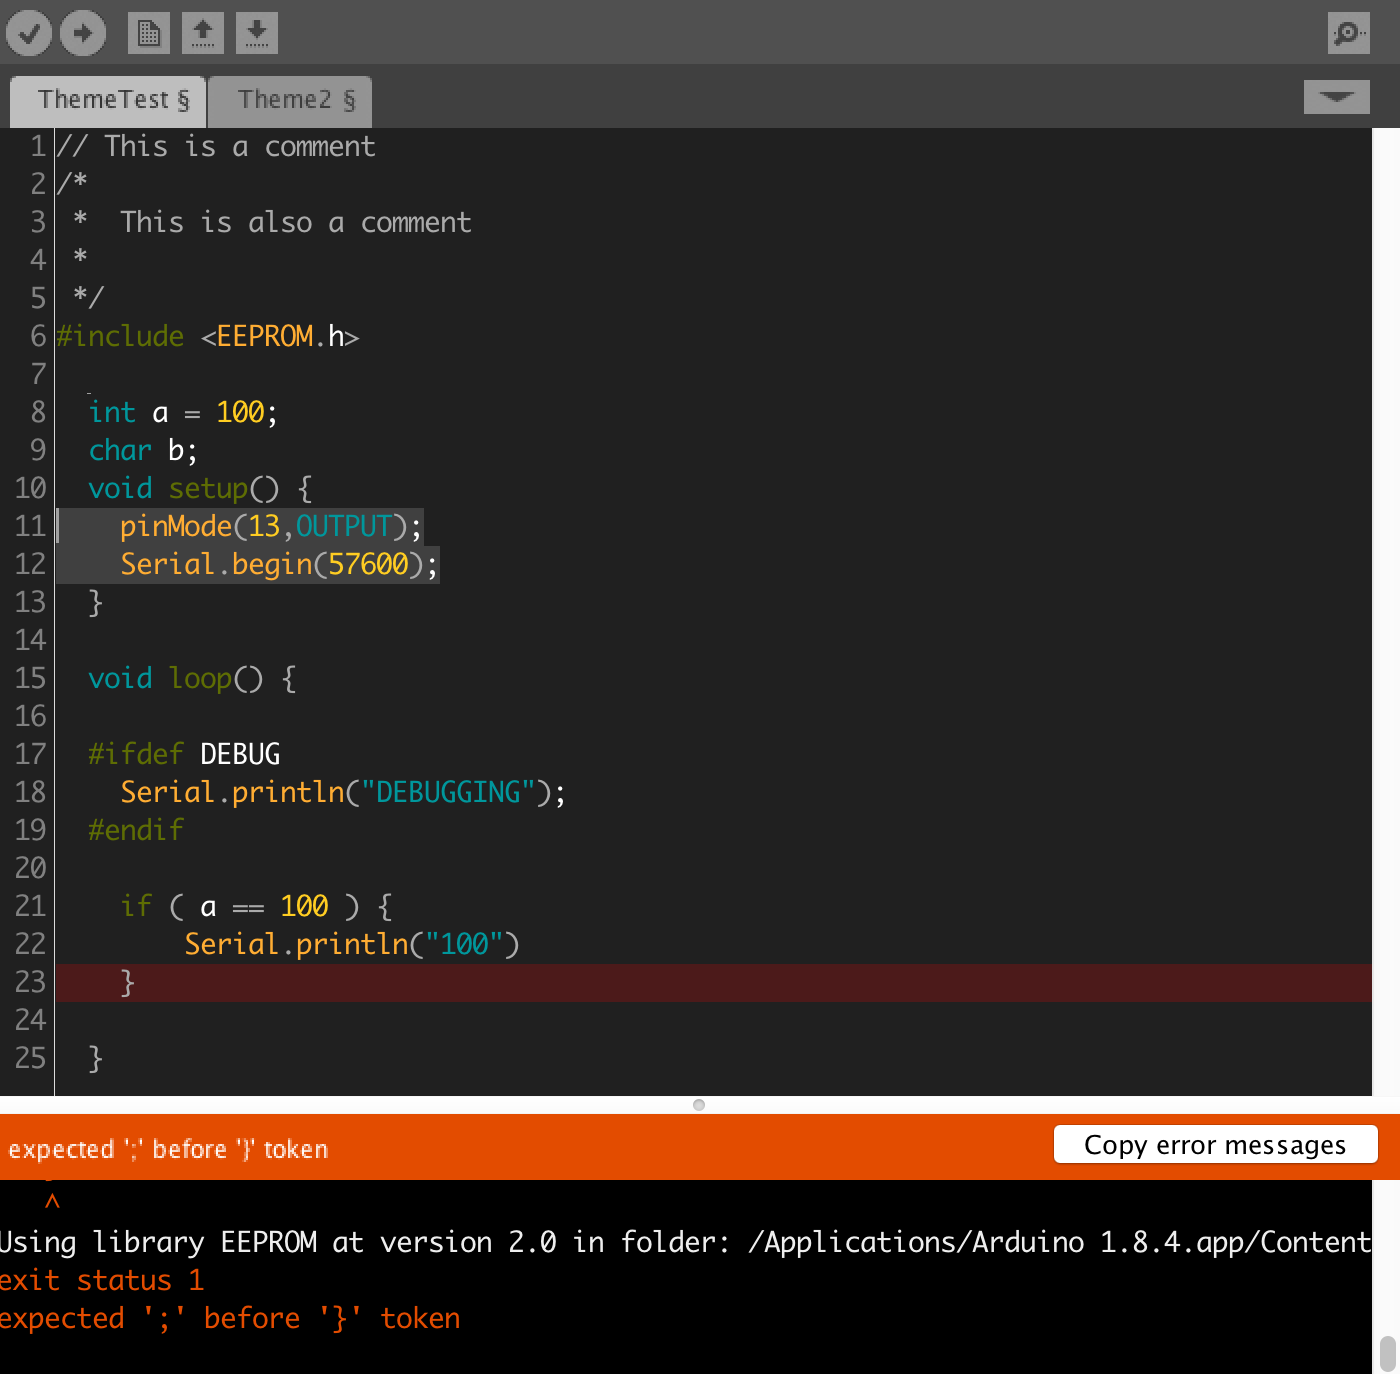 ThemeTest § Theme2 §
1 // This is a comment
2 /*
3  *  This is also a comment
4  *
5  */
6 #include <EEPROM.h>
7
8   int a = 100;
9   char b;
10   void setup() {
11     pinMode(13,OUTPUT);
12     Serial.begin(57600);
13   }
14
15   void loop() {
16
17   #ifdef DEBUG
18     Serial.println("DEBUGGING");
19   #endif
20
21     if ( a == 100 ) {
22         Serial.println("100")
23     }
24
25   }
expected ';' before '}' token Copy error messages
^
Using library EEPROM at version 2.0 in folder: /Applications/Arduino 1.8.4.app/Content
exit status 1
expected ';' before '}' token